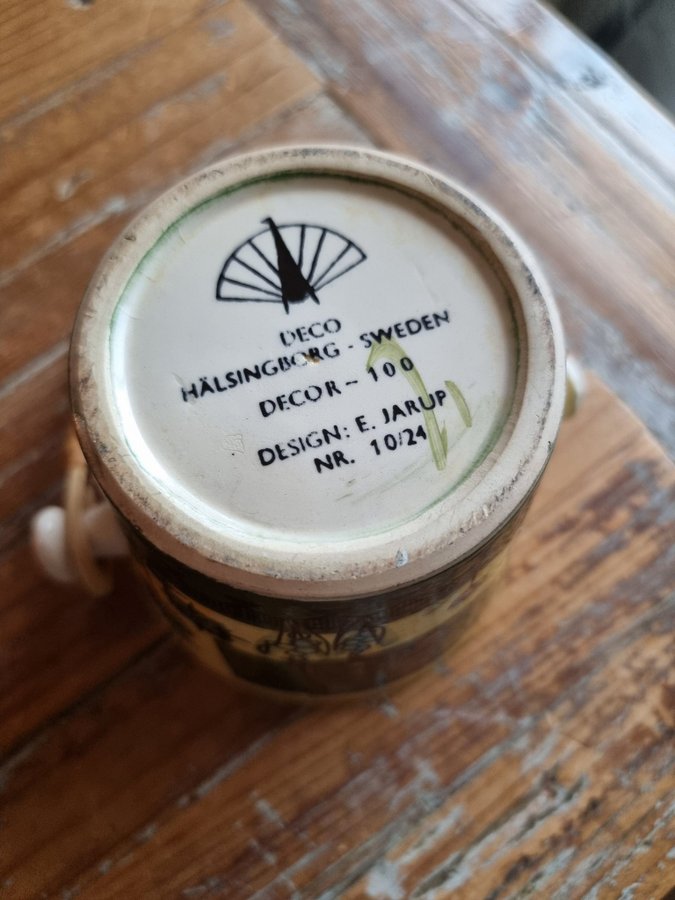 DECO
HÄLSINGBORG - SWEDEN
DECOR - 100
DESIGN: E. JARUP
NR. 10/24